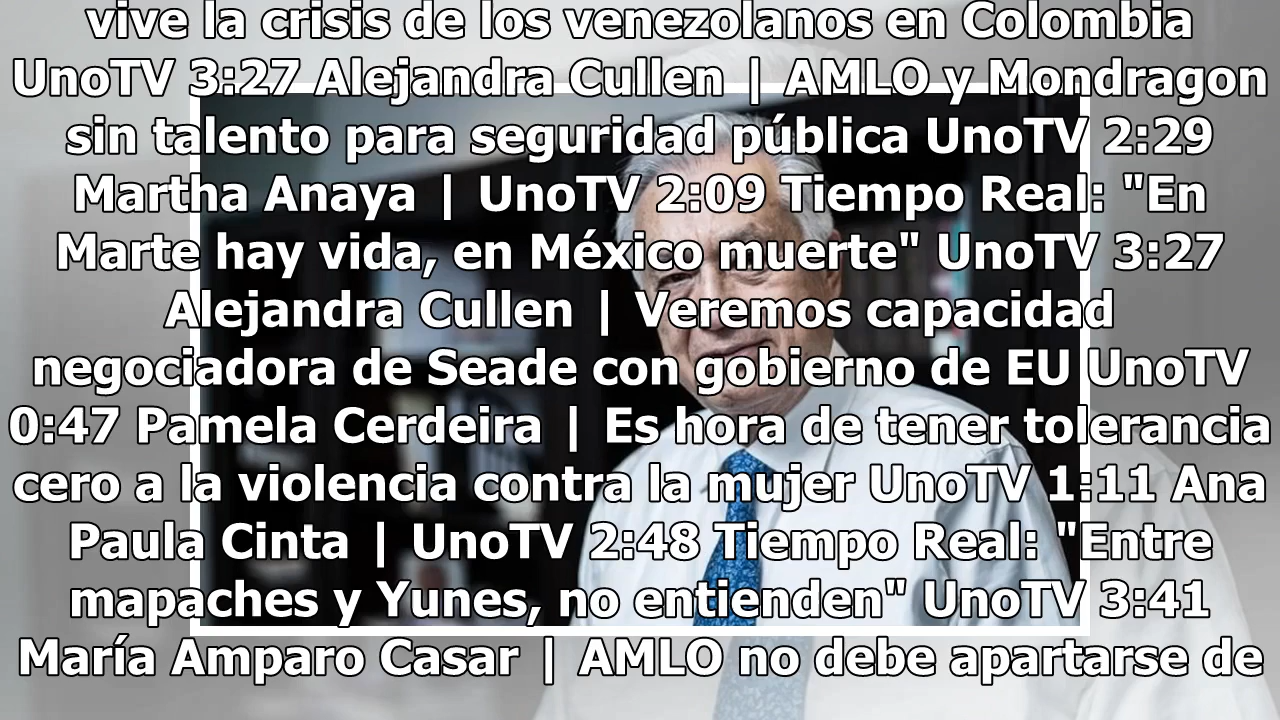 vive la crisis de los venezolanos en Colombia
UnoTV 3:27 Alejandra Cullen | AMLO y Mondragon
sin talento para seguridad pública UnoTV 2:29
Martha Anaya | UnoTV 2:09 Tiempo Real: "En
Marte hay vida, en México muerte" UnoTV 3:27
Alejandra Cullen | Veremos capacidad
negociadora de Seade con gobierno de EU UnoTV
0:47 Pamela Cerdeira | Es hora de tener tolerancia
cero a la violencia contra la mujer UnoTV 1:11 Ana
Paula Cinta | UnoTV 2:48 Tiempo Real: "Entre
mapaches y Yunes, no entienden" UnoTV 3:41
María Amparo Casar | AMLO no debe apartarse de